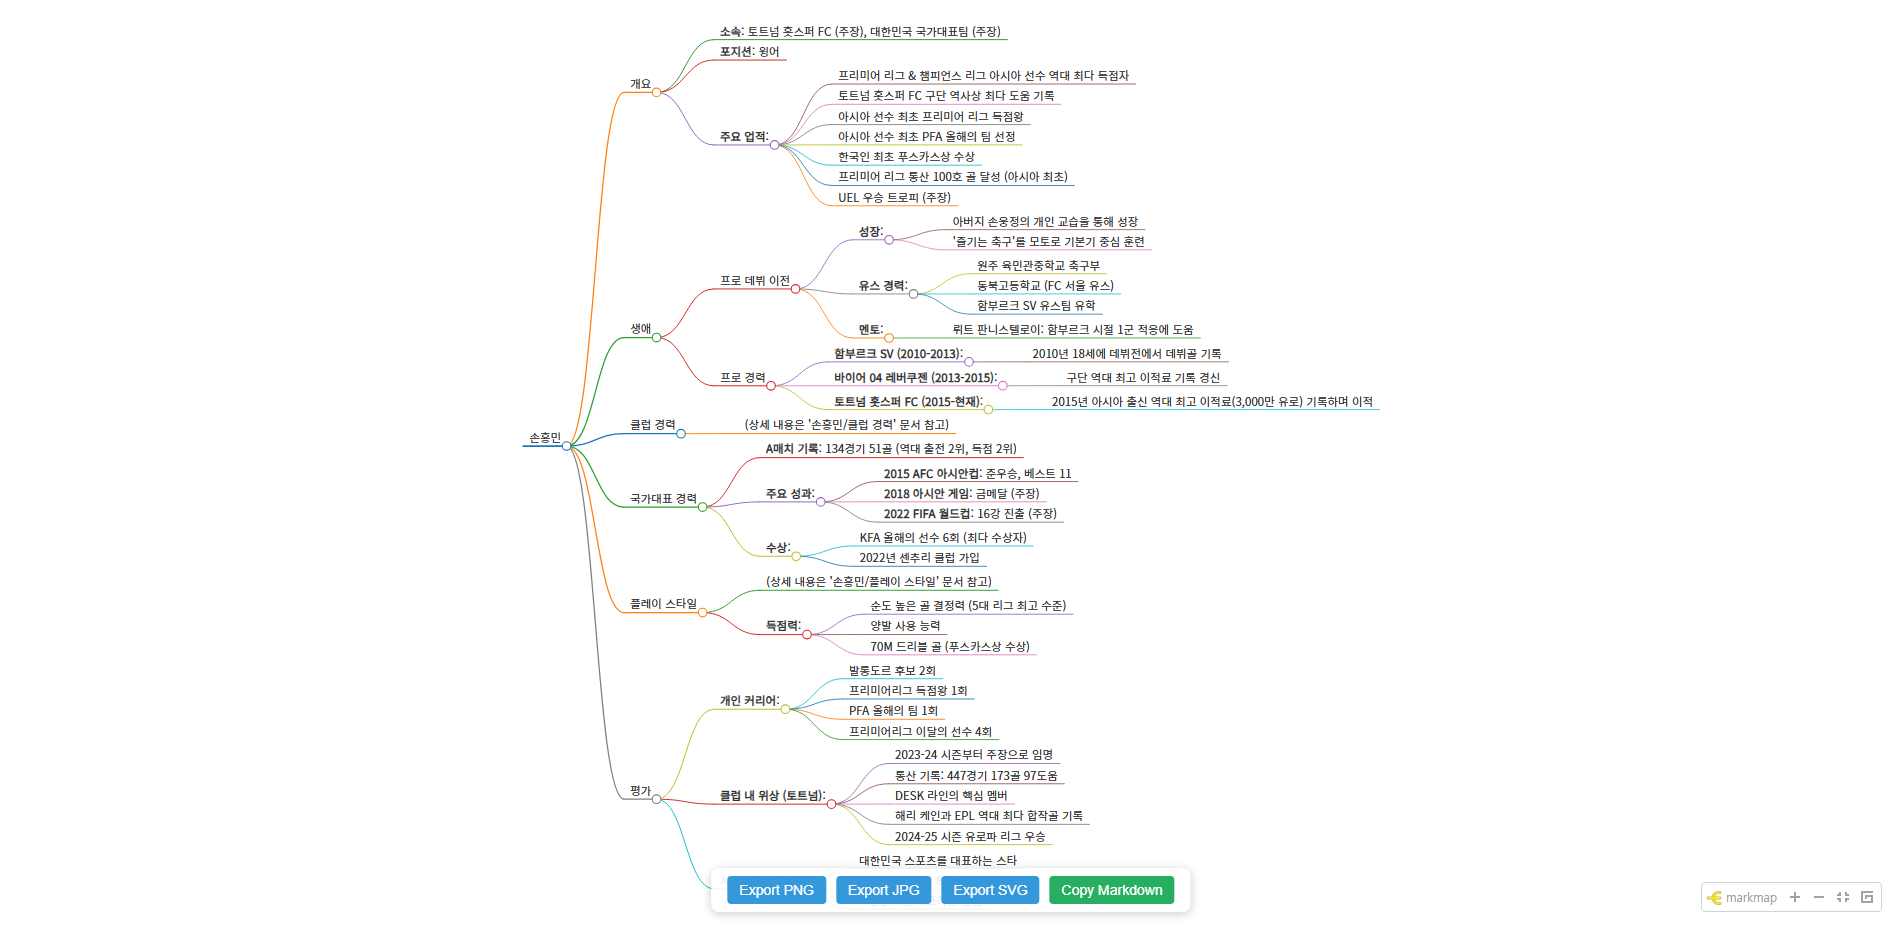 손흥민
개요
소속: 토트넘 홋스퍼 FC (주장), 대한민국 국가대표팀 (주장)
포지션: 윙어
주요 업적:
프리미어 리그 & 챔피언스 리그 아시아 선수 역대 최다 득점자
토트넘 홋스퍼 FC 구단 역사상 최다 도움 기록
아시아 선수 최초 프리미어 리그 득점왕
아시아 선수 최초 PFA 올해의 팀 선정
한국인 최초 푸스카스상 수상
프리미어 리그 통산 100호 골 달성 (아시아 최초)
UEL 우승 트로피 (주장)
생애
프로 데뷔 이전
성장:
아버지 손웅정의 개인 교습을 통해 성장
'즐기는 축구'를 모토로 기본기 중심 훈련
유스 경력:
원주 육민관중학교 축구부
동북고등학교 (FC 서울 유스)
함부르크 SV 유스팀 유학
멘토:
뤼트 판니스텔로이: 함부르크 시절 1군 적응에 도움
프로 경력
함부르크 SV (2010-2013):
2010년 18세에 데뷔전에서 데뷔골 기록
바이어 04 레버쿠젠 (2013-2015):
구단 역대 최고 이적료 기록 경신
토트넘 홋스퍼 FC (2015-현재):
2015년 아시아 출신 역대 최고 이적료(3,000만 유로) 기록하며 이적
클럽 경력
(상세 내용은 '손흥민/클럽 경력' 문서 참고)
국가대표 경력
A매치 기록: 134경기 51골 (역대 출전 2위, 득점 2위)
주요 성과:
2015 AFC 아시안컵: 준우승, 베스트 11
2018 아시안 게임: 금메달 (주장)
2022 FIFA 월드컵: 16강 진출 (주장)
수상:
KFA 올해의 선수 6회 (최다 수상자)
2022년 센추리 클럽 가입
플레이 스타일
(상세 내용은 '손흥민/플레이 스타일' 문서 참고)
득점력:
순도 높은 골 결정력 (5대 리그 최고 수준)
양발 사용 능력
70M 드리블 골 (푸스카스상 수상)
평가
개인 커리어:
발롱도르 후보 2회
프리미어리그 득점왕 1회
PFA 올해의 팀 1회
프리미어리그 이달의 선수 4회
클럽 내 위상 (토트넘):
2023-24 시즌부터 주장으로 임명
통산 기록: 447경기 173골 97도움
DESK 라인의 핵심 멤버
해리 케인과 EPL 역대 최다 합작골 기록
2024-25 시즌 유로파 리그 우승
대한민국 스포츠를 대표하는 스타
Export PNG
Export JPG
Export SVG
Copy Markdown
markmap